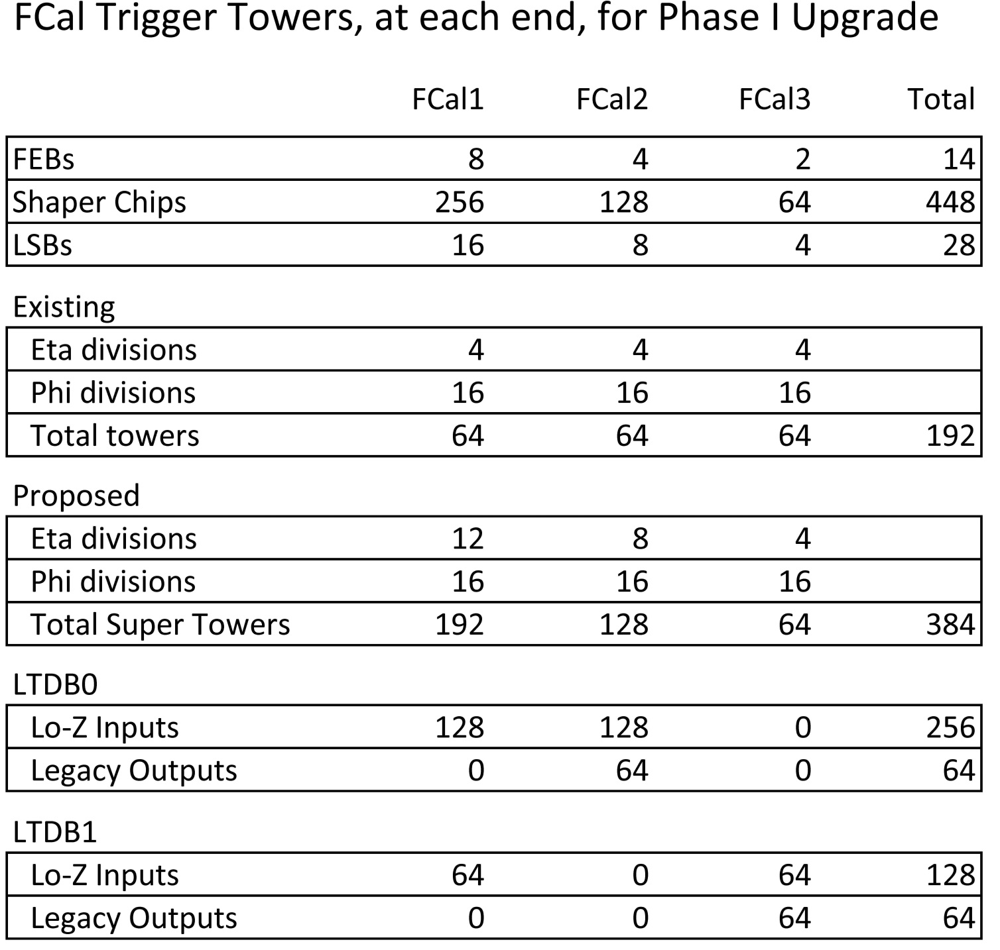 FCal Trigger Towers, at each end, for Phase I Upgrade
FCal1 FCal2 FCal3 Total
FEBs 8 4 2 14
Shaper Chips 256 128 64 448
LSBs 16 8 4 28
Existing
Eta divisions 4 4 4
Phi divisions 16 16 16
Total towers 64 64 64 192
Proposed
Eta divisions 12 8 4
Phi divisions 16 16 16
Total Super Towers 192 128 64 384
LTDB0
Lo-Z Inputs 128 128 0 256
Legacy Outputs 0 64 0 64
LTDB1
Lo-Z Inputs 64 0 64 128
Legacy Outputs 0 0 64 64